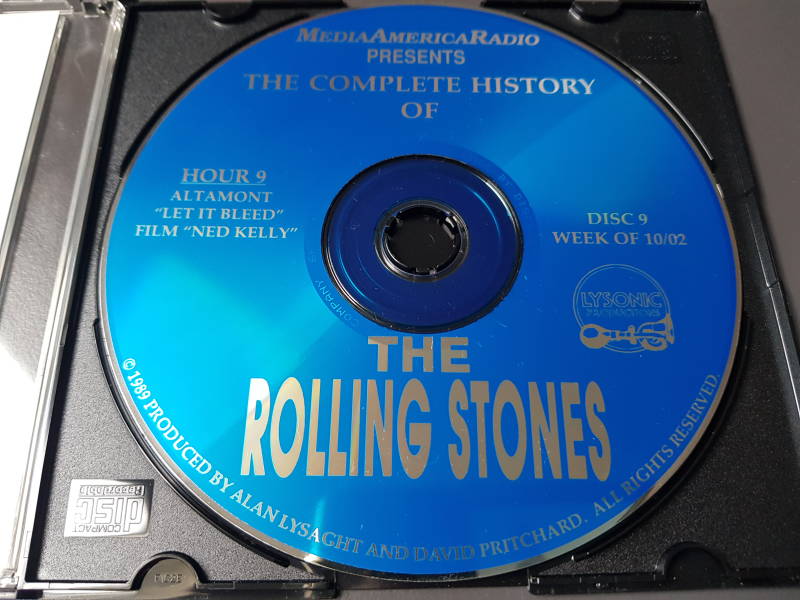 MEDIAAMERICARADIO
PRESENTS
THE COMPLETE HISTORY
OF
HOUR 9
ALTAMONT
"LET IT BLEED"
FILM "NED KELLY"
DISC 9
WEEK OF 10/02
LYSONIC
PRODUCTIONS
COMPANY
THE
ROLLING STONES
© 1989 PRODUCED BY ALAN LYSAGHT AND DAVID PRITCHARD. ALL RIGHTS RESERVED.
COMPACT
disc
Recordable